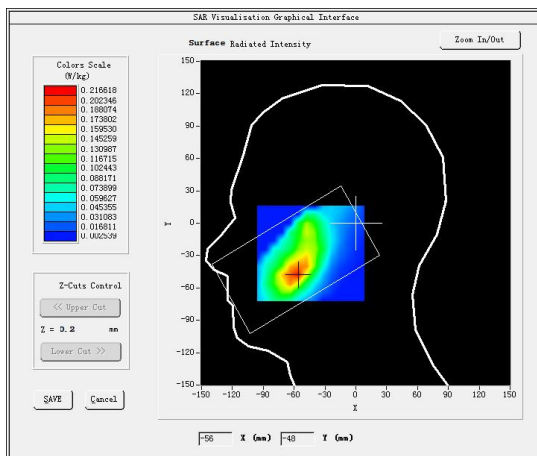 SAR Visualisation Graphical Interface
Surface Radiated Intensity
Zoom In/Out
Colors Scale
(W/kg)
0.216618
0.202346
0.188074
0.173802
0.159530
0.145259
0.130987
0.116715
0.102443
0.088171
0.073899
0.059627
0.045355
0.031083
0.016811
0.002539
150
120
90
60
30
0
-30
-60
-90
-120
-150
Y
-150 -120 -90 -60 -30 0 30 60 90 120 150
X
Z-Cuts Control
<< Upper Cut
Z = 3.2 mm
Lower Cut >>
SAVE Cancel
-56 X (mm) -48 Y (mm)